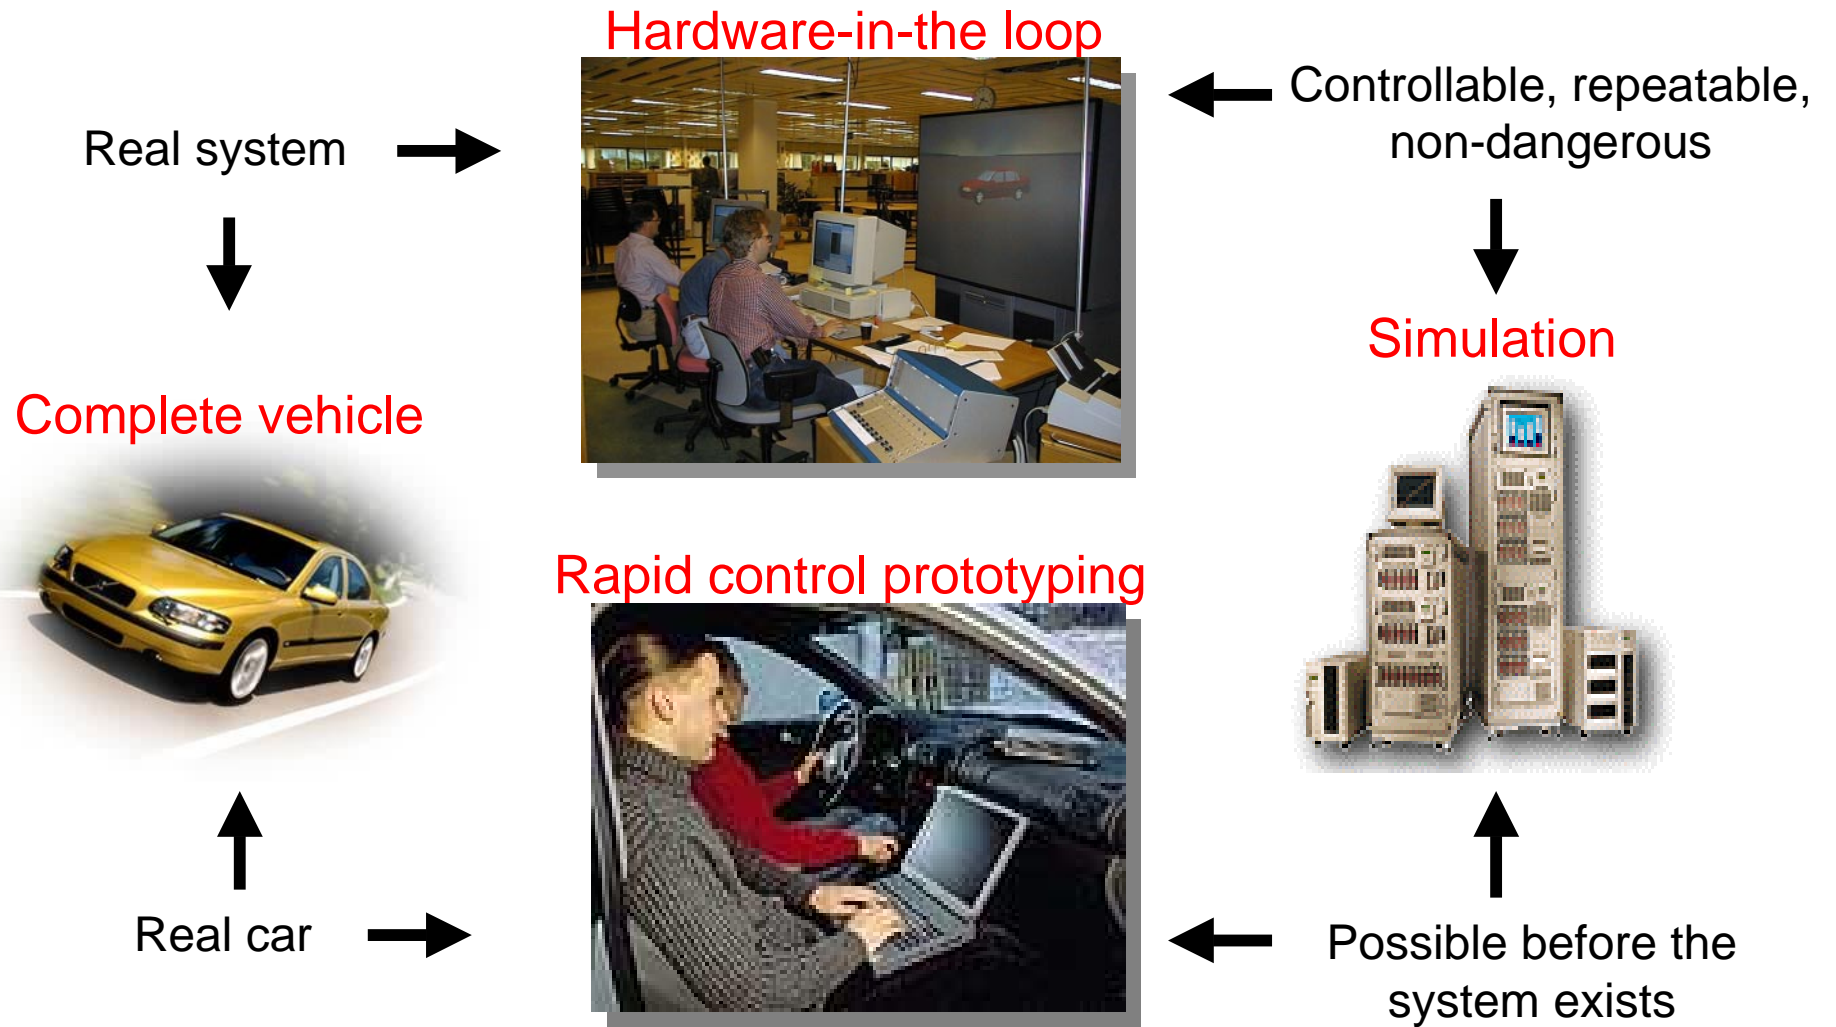 Hardware-in-the loop
Controllable, repeatable,
non-dangerous
Real system
Simulation
Complete vehicle
Rapid control prototyping
Real car
Possible before the
system exists